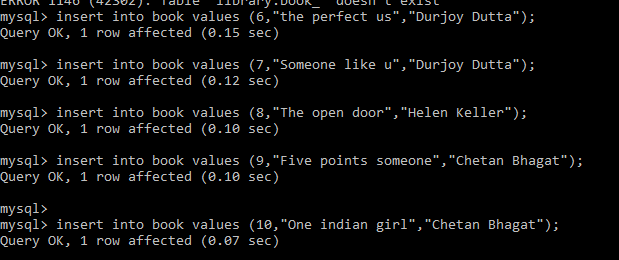 ERROR 1146 (42S02): Table 'library.book_' doesn't exist
mysql> insert into book values (6,"the perfect us","Durjoy Dutta");
Query OK, 1 row affected (0.15 sec)
mysql> insert into book values (7,"Someone like u","Durjoy Dutta");
Query OK, 1 row affected (0.12 sec)
mysql> insert into book values (8,"The open door","Helen Keller");
Query OK, 1 row affected (0.10 sec)
mysql> insert into book values (9,"Five points someone","Chetan Bhagat");
Query OK, 1 row affected (0.10 sec)
mysql>
mysql> insert into book values (10,"One indian girl","Chetan Bhagat");
Query OK, 1 row affected (0.07 sec)